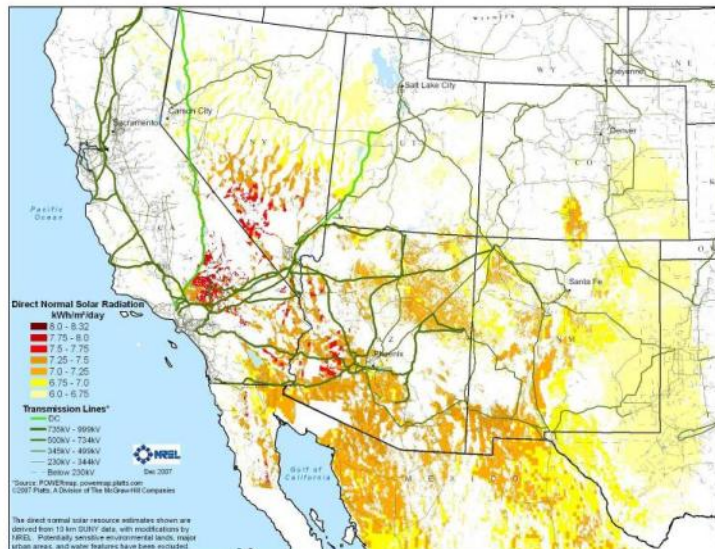 WY
NE
Cheyenne
Salt Lake City
Carson City
Sacramento
NV
UT
Denver
CO
Pacific
Ocean
CA
Santa Fe
AZ
NM
Phoenix
Direct Normal Solar Radiation
kWh/m²/day
8.0 - 8.32
7.75 - 8.0
7.5 - 7.75
7.25 - 7.5
7.0 - 7.25
6.75 - 7.0
6.0 - 6.75
Transmission Lines*
DC
735kV - 999kV
500kV - 734kV
345kV - 499kV
230kV - 344kV
Below 230kV
NREL
Dec 2007
Gulf of
California
MEXICO
*Source: POWERmap, powermap.platts.com
©2007 Platts, A Division of The McGraw-Hill Companies
The direct normal solar resource estimates shown are
derived from 10 km SUNY data, with modifications by
NREL. Potentially sensitive environmental lands, major
urban areas, and water features have been excluded.